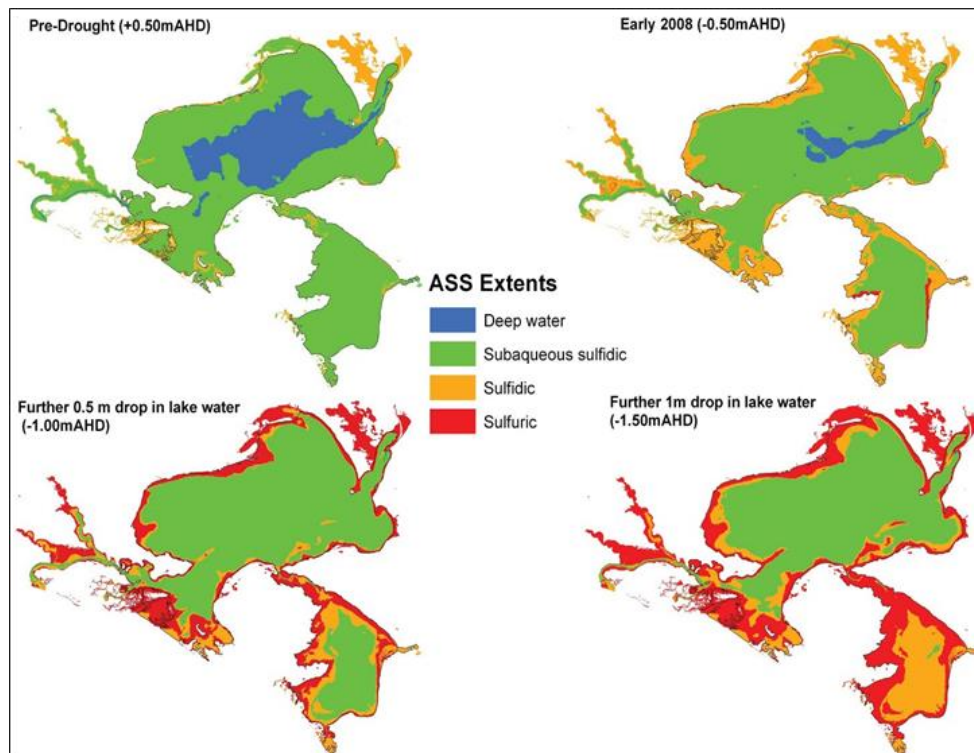 Pre-Drought (+0.50mAHD)
Early 2008 (-0.50mAHD)
ASS Extents
Deep water
Subaqueous sulfidic
Sulfidic
Sulfuric
Further 0.5 m drop in lake water
(-1.00mAHD)
Further 1m drop in lake water
(-1.50mAHD)